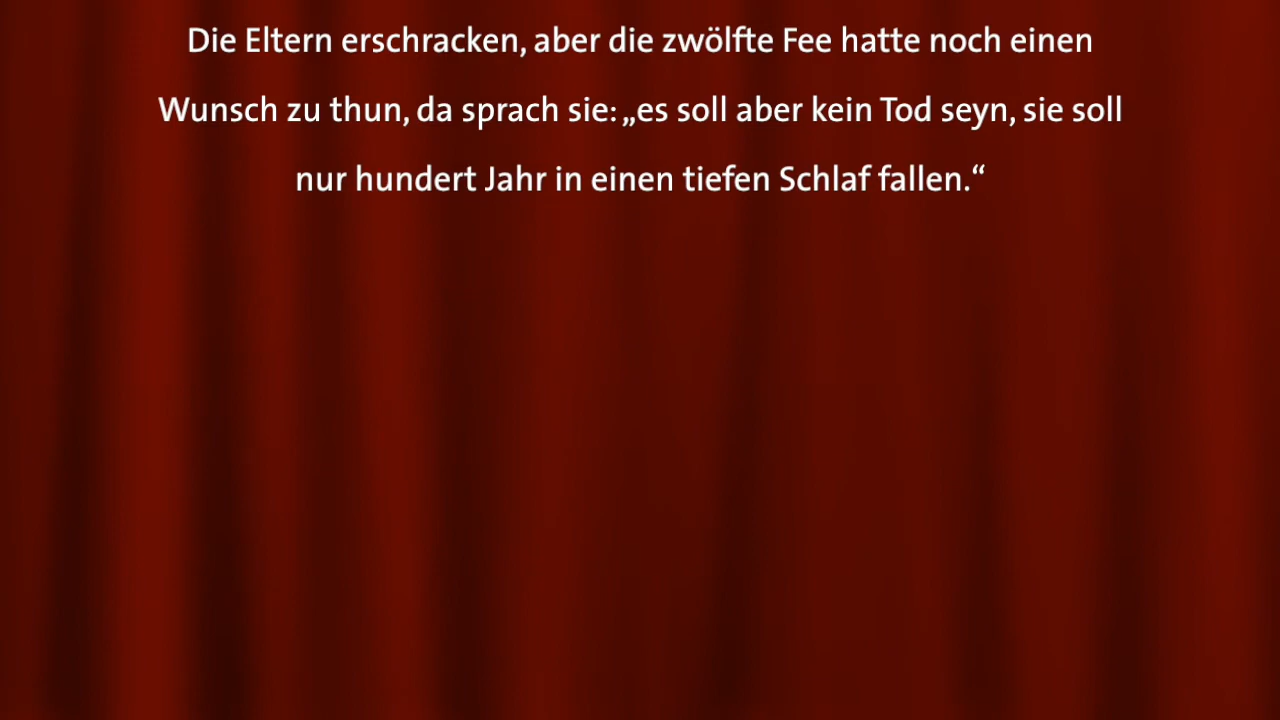 Die Eltern erschracken, aber die zwölfte Fee hatte noch einen
Wunsch zu thun, da sprach sie: „es soll aber kein Tod seyn, sie soll
nur hundert Jahr in einen tiefen Schlaf fallen.“